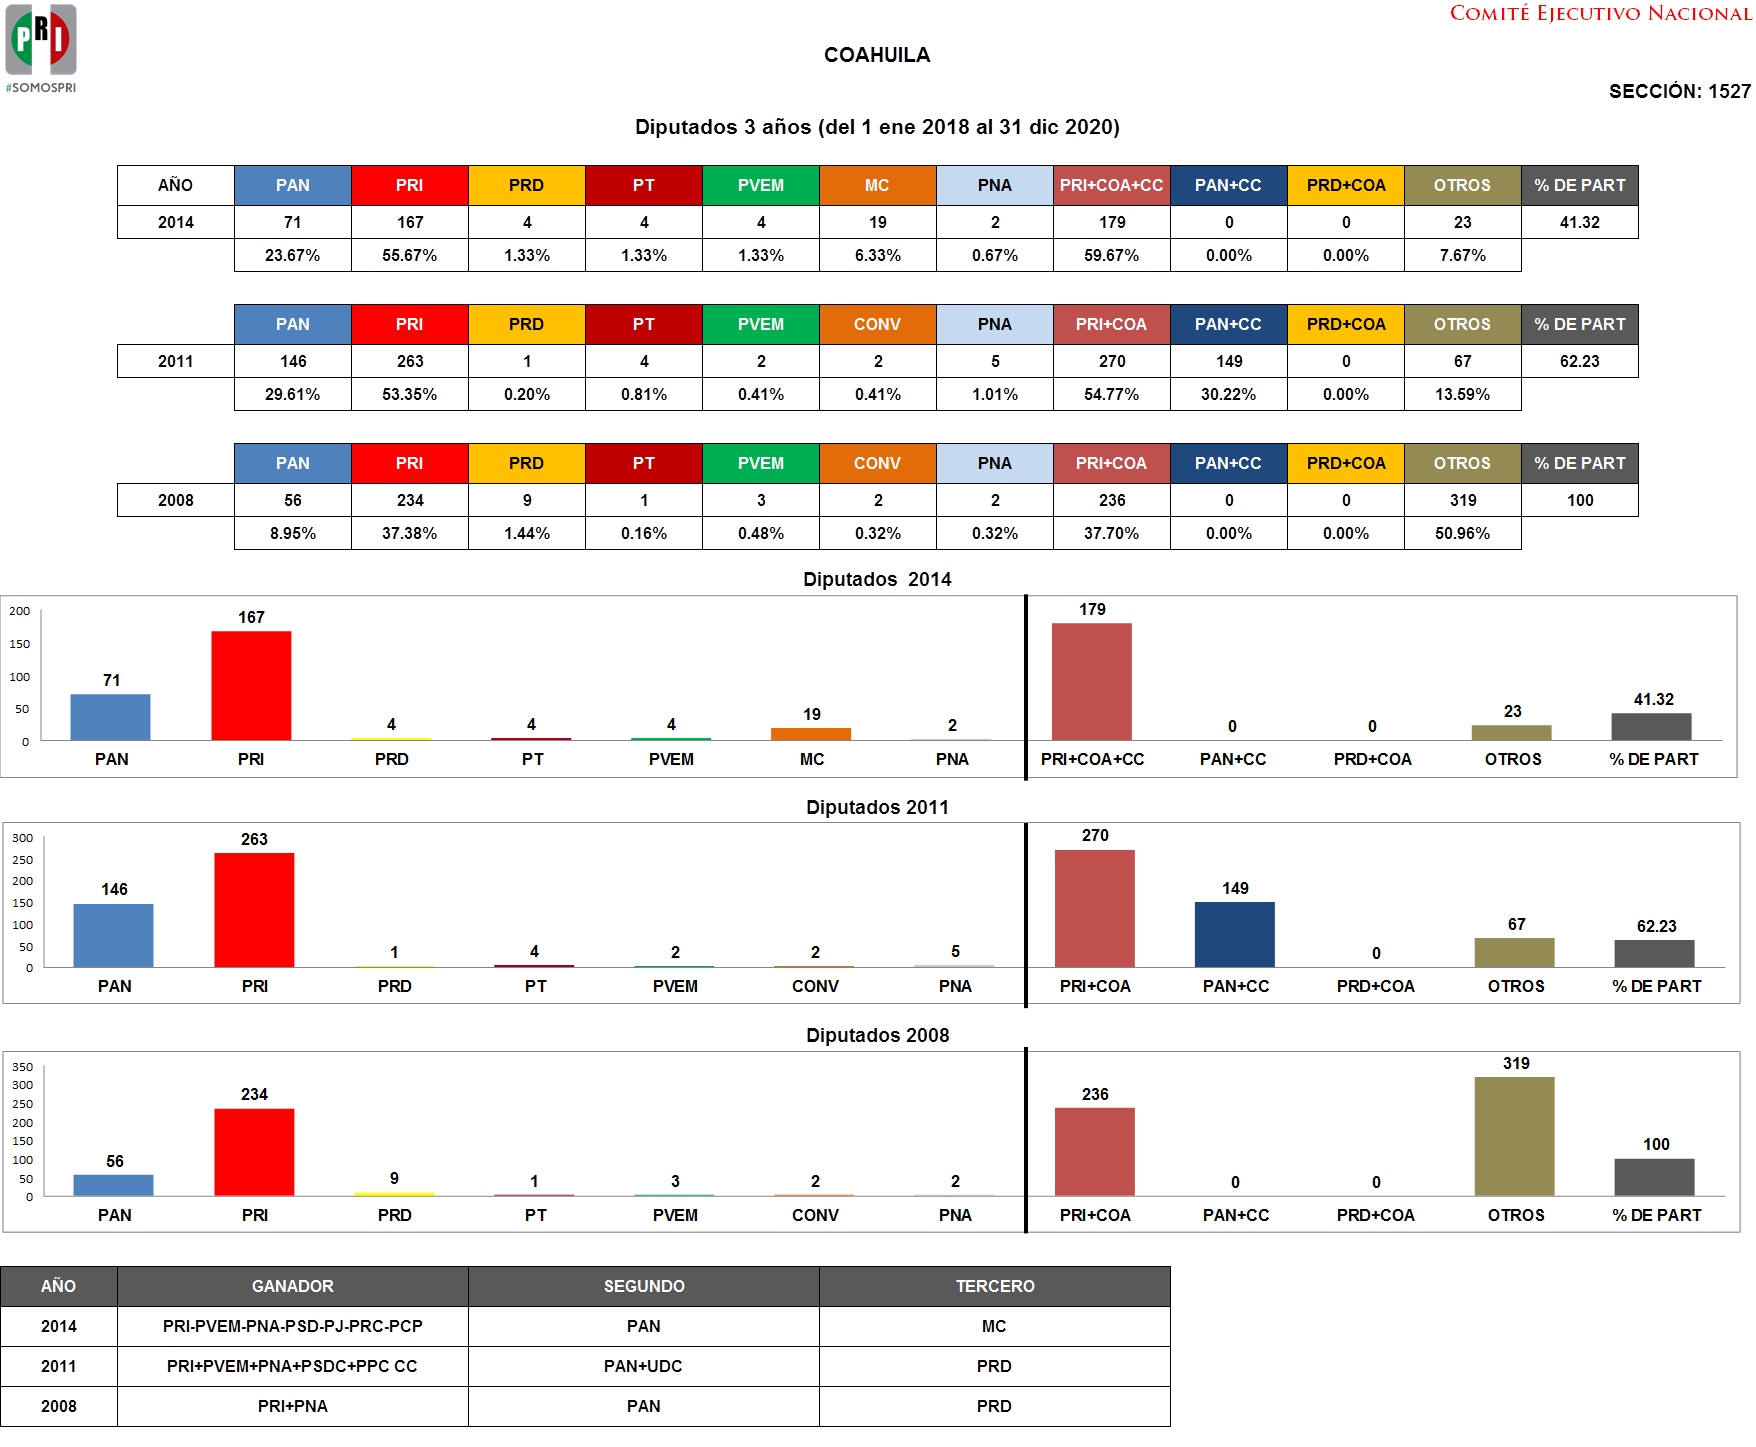 PRI
#SOMOSPRI
COMITÉ EJECUTIVO NACIONAL
COAHUILA
SECCIÓN: 1527
Diputados 3 años (del 1 ene 2018 al 31 dic 2020)
AÑO PAN PRI PRD PT PVEM MC PNA PRI+COA+CC PAN+CC PRD+COA OTROS % DE PART
2014 71 167 4 4 4 19 2 179 0 0 23 41.32
23.67% 55.67% 1.33% 1.33% 1.33% 6.33% 0.67% 59.67% 0.00% 0.00% 7.67%
PAN PRI PRD PT PVEM CONV PNA PRI+COA PAN+CC PRD+COA OTROS % DE PART
2011 146 263 1 4 2 2 5 270 149 0 67 62.23
29.61% 53.35% 0.20% 0.81% 0.41% 0.41% 1.01% 54.77% 30.22% 0.00% 13.59%
PAN PRI PRD PT PVEM CONV PNA PRI+COA PAN+CC PRD+COA OTROS % DE PART
2008 56 234 9 1 3 2 2 236 0 0 319 100
8.95% 37.38% 1.44% 0.16% 0.48% 0.32% 0.32% 37.70% 0.00% 0.00% 50.96%
Diputados 2014
200
150
100
50
0
71 167 4 4 4 19 2 179 0 0 23 41.32
PAN PRI PRD PT PVEM MC PNA PRI+COA+CC PAN+CC PRD+COA OTROS % DE PART
Diputados 2011
300
250
200
150
100
50
0
146 263 1 4 2 2 5 270 149 0 67 62.23
PAN PRI PRD PT PVEM CONV PNA PRI+COA PAN+CC PRD+COA OTROS % DE PART
Diputados 2008
350
300
250
200
150
100
50
0
56 234 9 1 3 2 2 236 0 0 319 100
PAN PRI PRD PT PVEM CONV PNA PRI+COA PAN+CC PRD+COA OTROS % DE PART
AÑO GANADOR SEGUNDO TERCERO
2014 PRI-PVEM-PNA-PSD-PJ-PRC-PCP PAN MC
2011 PRI+PVEM+PNA+PSDC+PPC CC PAN+UDC PRD
2008 PRI+PNA PAN PRD